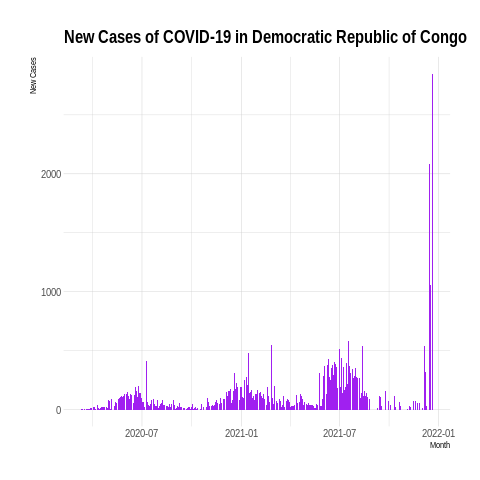 New Cases of COVID-19 in Democratic Republic of Congo
New Cases
2000
1000
0
2020-07
2021-01
2021-07
2022-01
Month